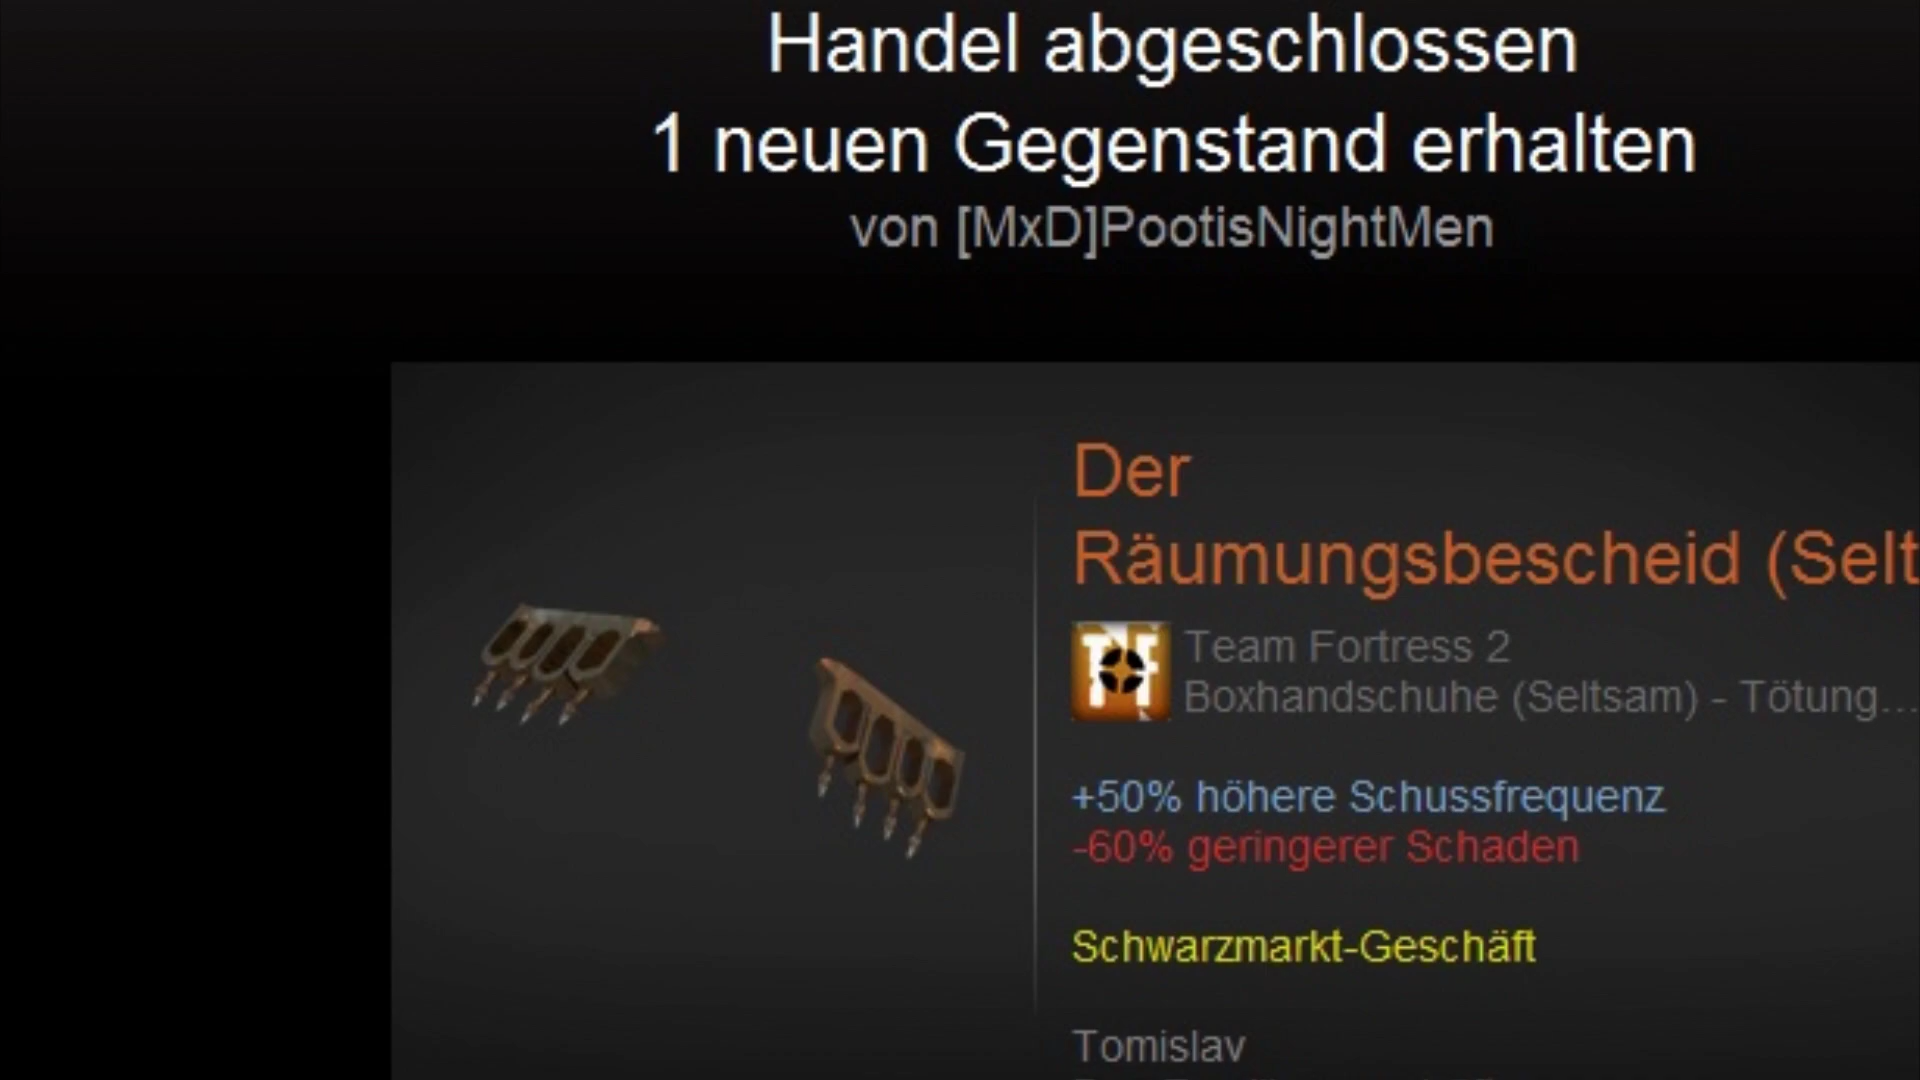 Handel abgeschlossen
1 neuen Gegenstand erhalten
von [MxD]PootisNightMen
Der
Räumungsbescheid (Selt
Team Fortress 2
Boxhandschuhe (Seltsam) - Tötung...
+50% höhere Schussfrequenz
-60% geringerer Schaden
Schwarzmarkt-Geschäft
Tomislav